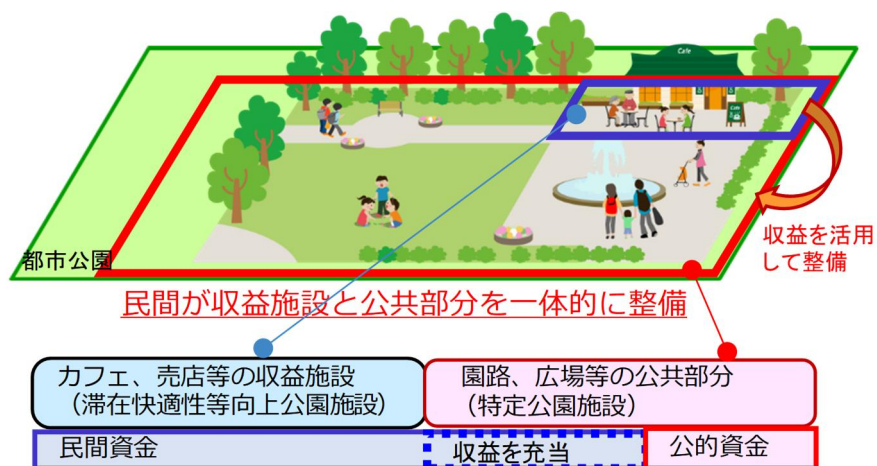 Cafe
Cafe
都市公園
収益を活用
して整備
民間が収益施設と公共部分を一体的に整備
カフェ、売店等の収益施設
（滞在快適性等向上公園施設）
園路、広場等の公共部分
（特定公園施設）
民間資金
収益を充当
公的資金